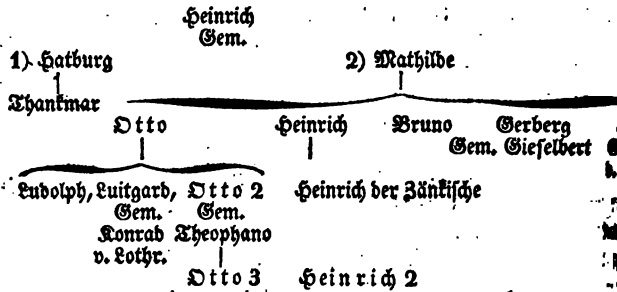 Heinrich
Gem.
1) Hatburg 2) Mathilde
Thankmar
Otto Heinrich Bruno Gerberg
Gem. Gieselbert
Ludolph, Luitgard, Otto 2 Heinrich der Zänkische
Gem. Gem.
Konrad Theophano
v. Lothr.
Otto 3 Heinrich 2